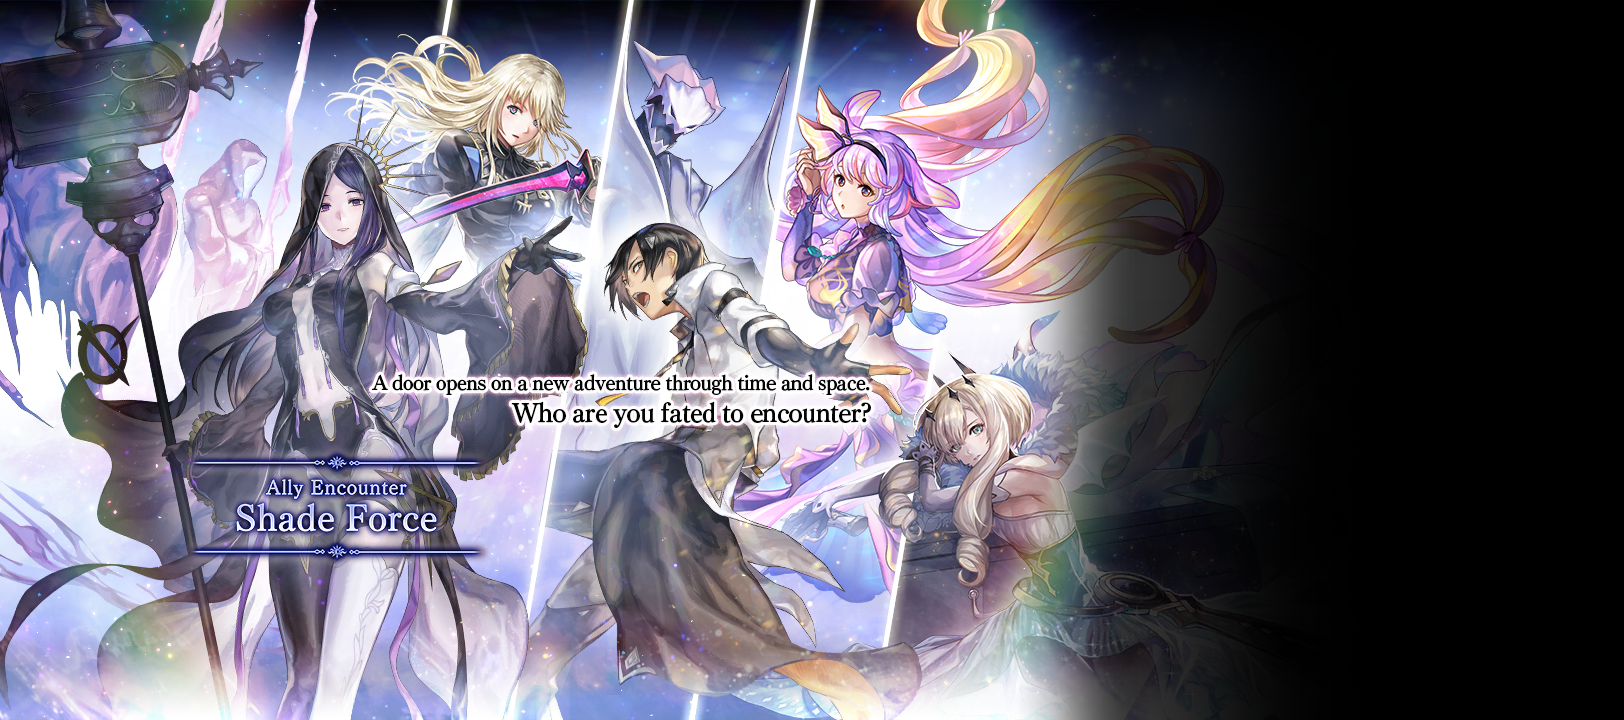 A door opens on a new adventure through time and space.
Who are you fated to encounter?
Ally Encounter
Shade Force